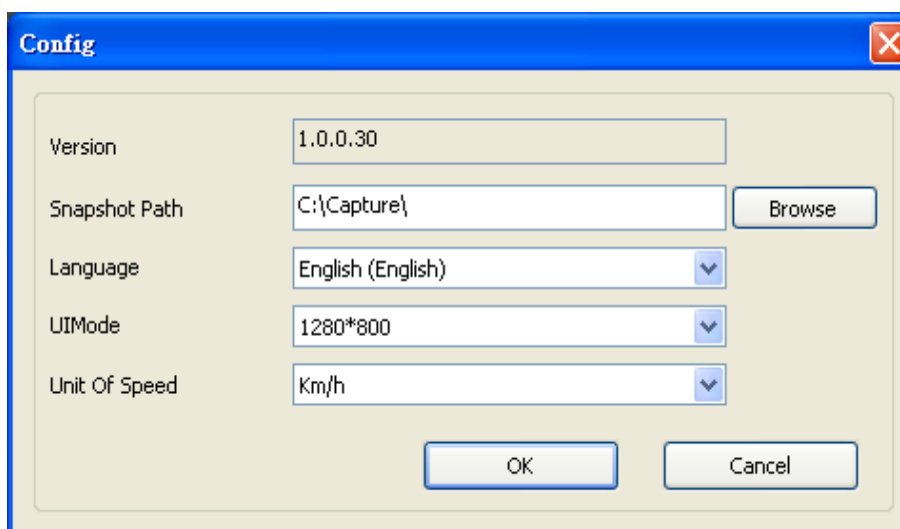 Config
Version 1.0.0.30
Snapshot Path C:\Capture\ Browse
Language English (English)
UIMode 1280*800
Unit Of Speed Km/h
OK Cancel